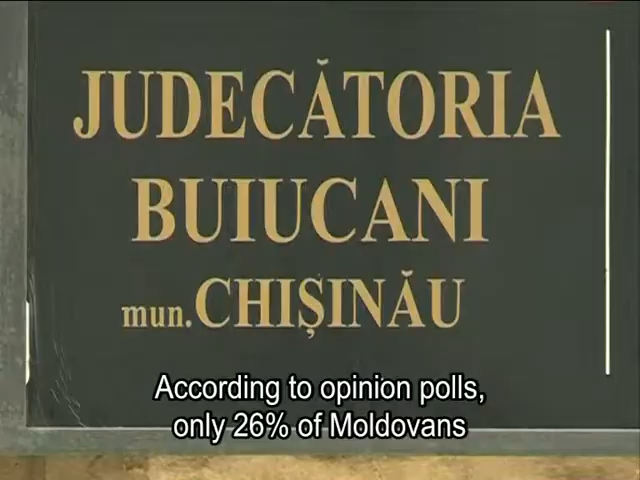 JUDECĂTORIA
BUIUCANI
mun. CHIȘINĂU
According to opinion polls,
only 26% of Moldovans